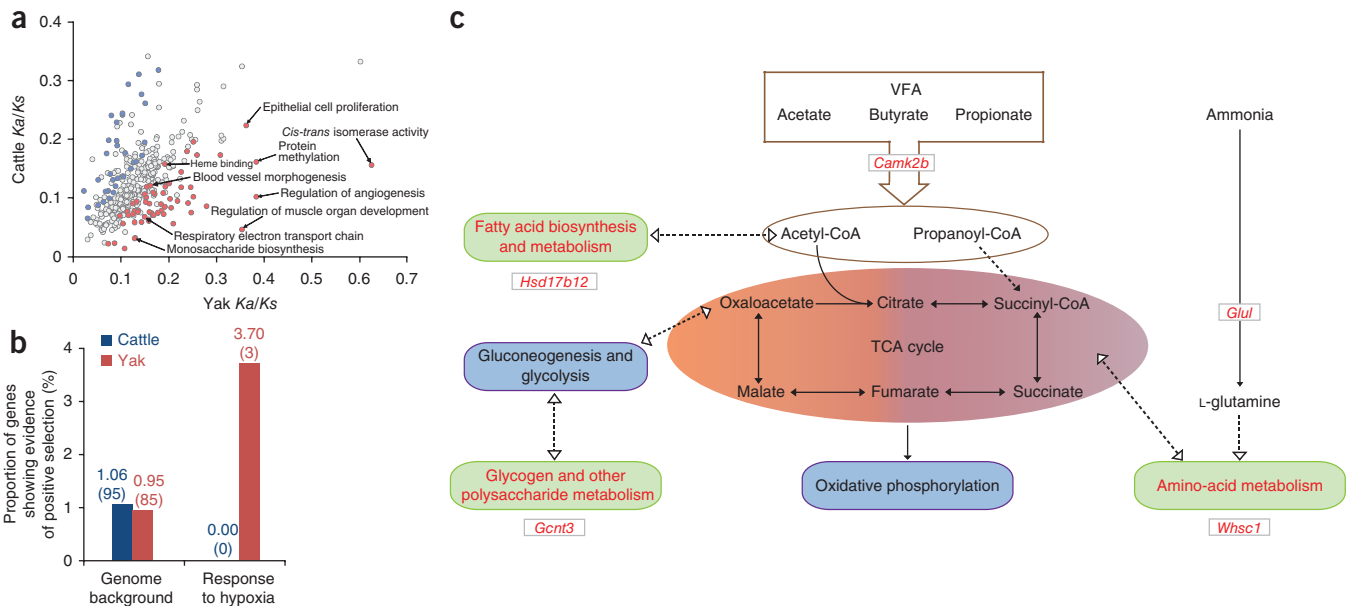 a
0.4
0.3
0.2
0.1
0
Cattle Ka/Ks
Epithelial cell proliferation
Cis-trans isomerase activity
Protein
methylation
Heme binding
Blood vessel morphogenesis
Regulation of angiogenesis
Regulation of muscle organ development
Respiratory electron transport chain
Monosaccharide biosynthesis
0 0.1 0.2 0.3 0.4 0.5 0.6 0.7
Yak Ka/Ks
b
Cattle
Yak
Proportion of genes
showing evidence
of positive selection (%)
4
3
2
1
0
1.06
(95)
0.95
(85)
0.00
(0)
3.70
(3)
Genome
background
Response
to hypoxia
c
VFA
Acetate Butyrate Propionate
Camk2b
Acetyl-CoA Propanoyl-CoA
Fatty acid biosynthesis
and metabolism
Hsd17b12
Oxaloacetate Citrate Succinyl-CoA
TCA cycle
Malate Fumarate Succinate
Gluconeogenesis and
glycolysis
Glycogen and other
polysaccharide metabolism
Gcnt3
Oxidative phosphorylation
Ammonia
Glul
L-glutamine
Amino-acid metabolism
Whsc1